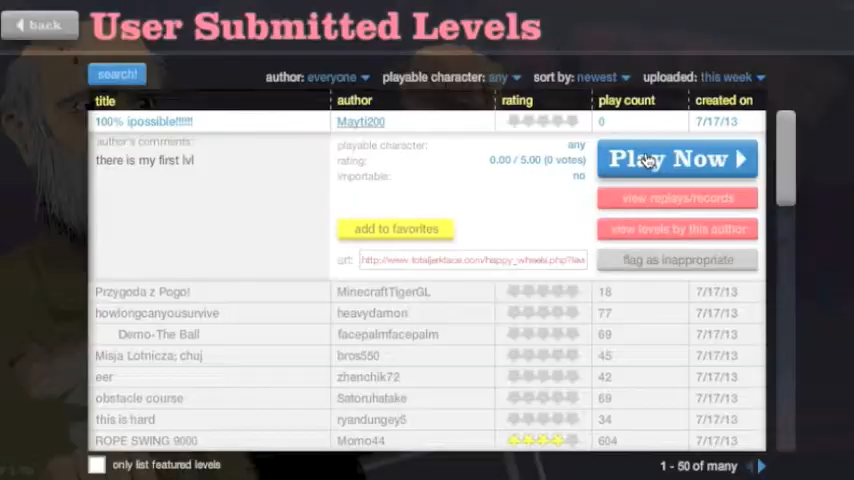 back
User Submitted Levels
search!
author: everyone playable character: any sort by: newest uploaded: this week
title author rating play count created on
100% ipossible!!!!!! Mayti200 0 7/17/13
author's comments:
there is my first lvl
playable character: any
rating: 0.00 / 5.00 (0 votes)
importable: no
Play Now
view replays/records
add to favorites
view levels by this author
url: http://www.totaljerkface.com/happy_wheels.php?lev
flag as inappropriate
Przygoda z Pogo! MinecraftTigerGL 18 7/17/13
howlongcanyousurvive heavydamon 77 7/17/13
Demo-The Ball facepalmfacepalm 69 7/17/13
Misja Lotnicza; chuj bros550 45 7/17/13
eer zhenchik72 42 7/17/13
obstacle course Satoruhatake 69 7/17/13
this is hard ryandungey5 34 7/17/13
ROPE SWING 9000 Momo44 604 7/17/13
only list featured levels
1 - 50 of many